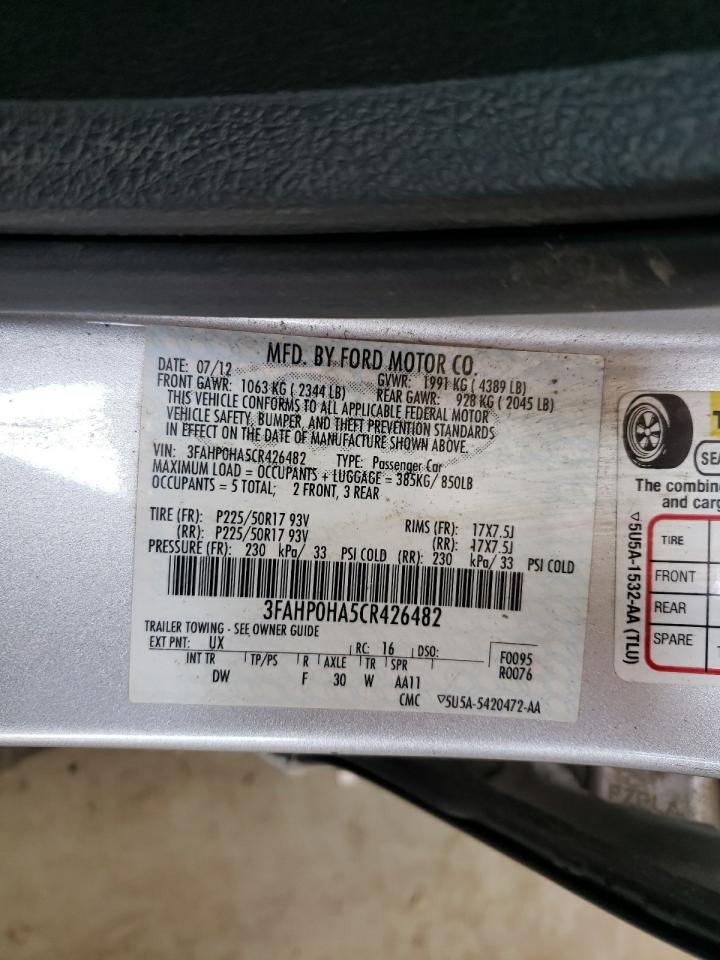 MFD. BY FORD MOTOR CO.
DATE: 07/12 GVWR: 1991 KG ( 4389 LB)
FRONT GAWR: 1063 KG ( 2344 LB) REAR GAWR: 928 KG ( 2045 LB)
THIS VEHICLE CONFORMS TO ALL APPLICABLE FEDERAL MOTOR
VEHICLE SAFETY, BUMPER, AND THEFT PREVENTION STANDARDS
IN EFFECT ON THE DATE OF MANUFACTURE SHOWN ABOVE.
VIN: 3FAHP0HA5CR426482 TYPE: Passenger Car
MAXIMUM LOAD = OCCUPANTS + LUGGAGE = 385KG/ 850LB
OCCUPANTS = 5 TOTAL; 2 FRONT, 3 REAR
TIRE (FR): P225/50R17 93V RIMS (FR): 17X7.5J
(RR): P225/50R17 93V (RR): 17X7.5J
PRESSURE (FR): 230 kPa/ 33 PSI COLD (RR): 230 kPa/ 33 PSI COLD
3FAHP0HA5CR426482
TRAILER TOWING - SEE OWNER GUIDE
EXT PNT: UX RC: 16 DSO: F0095
INT TR TP/PS R AXLE TR SPR R0076
DW F 30 W AA11
CMC ▽5U5A-5420472-AA
▽5U5A-1532-AA (TLU)
The combin
and carg
TIRE
FRONT
REAR
SPARE